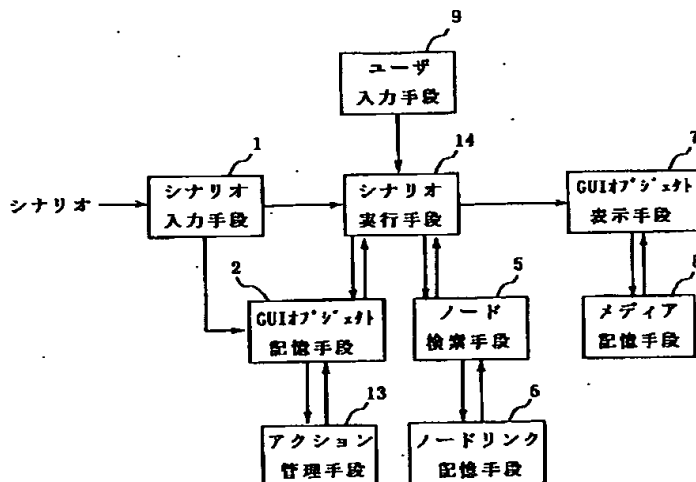 9
ユーザ
入力手段
1
14
7
シナリオ
シナリオ
入力手段
シナリオ
実行手段
GUIオブジェクト
表示手段
2
5
8
GUIオブジェクト
記憶手段
ノード
検索手段
メディア
記憶手段
13
6
アクション
管理手段
ノードリンク
記憶手段